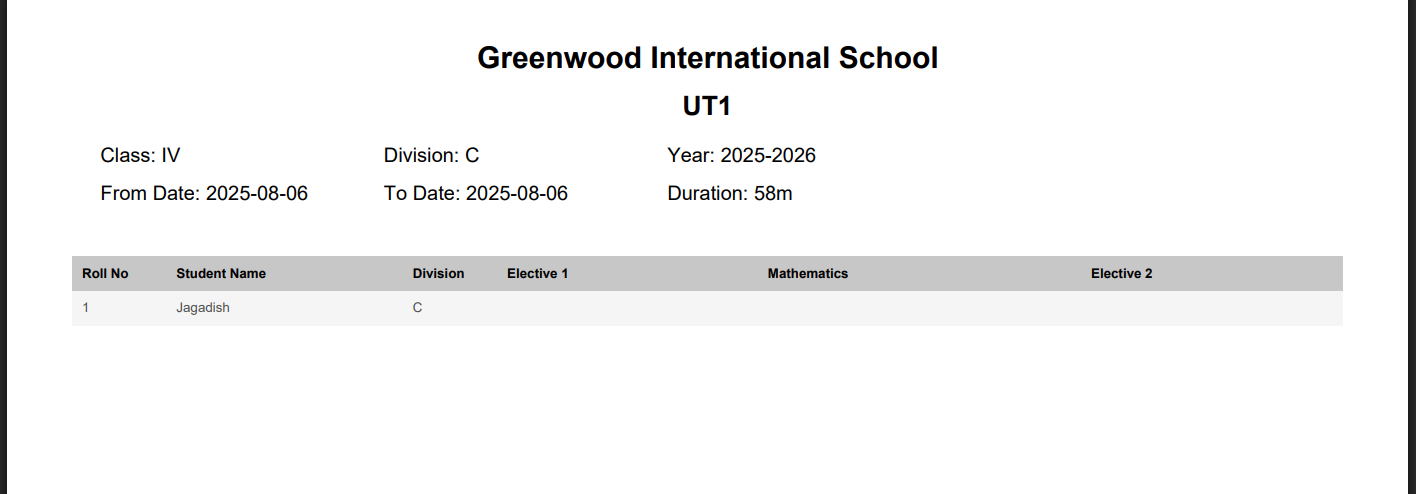 Greenwood International School
UT1
Class: IV Division: C Year: 2025-2026
From Date: 2025-08-06 To Date: 2025-08-06 Duration: 58m
Roll No Student Name Division Elective 1 Mathematics Elective 2
1 Jagadish C